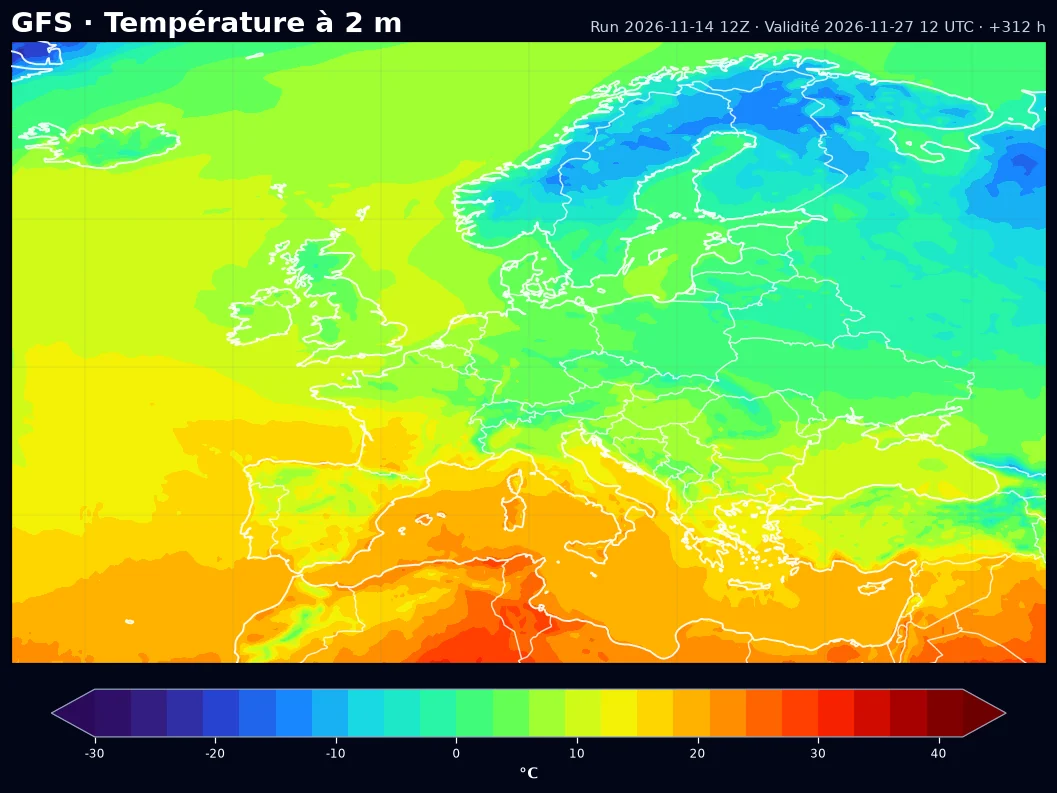 GFS · Température à 2 m
Run 2026-11-14 12Z · Validité 2026-11-27 12 UTC · +312 h
-30 -20 -10 0 10 20 30 40
°C